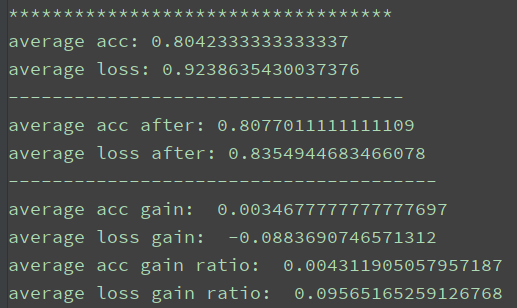 ***********************************
average acc: 0.8042333333333337
average loss: 0.9238635430037376
------------------------------------
average acc after: 0.8077011111111109
average loss after: 0.8354944683466078
---------------------------------------
average acc gain:  0.0034677777777777697
average loss gain:  -0.0883690746571312
average acc gain ratio:  0.004311905057957187
average loss gain ratio:  0.09565165259126768